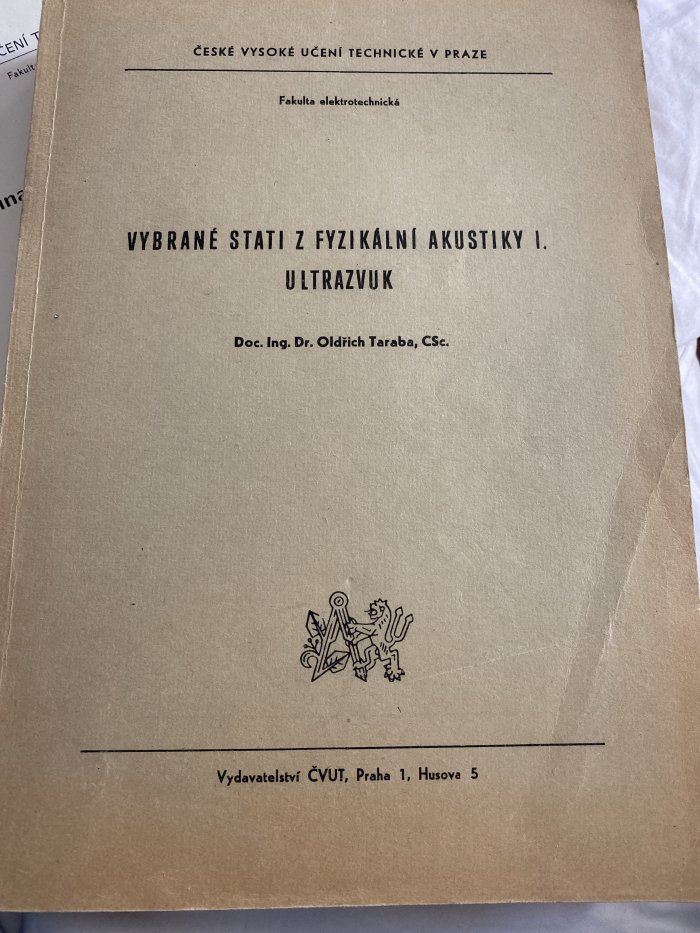 ČESKÉ VYSOKÉ UČENÍ TECHNICKÉ V PRAZE
Fakulta elektrotechnická
VYBRANÉ STATI Z FYZIKÁLNÍ AKUSTIKY I.
ULTRAZVUK
Doc. Ing. Dr. Oldřich Taraba, CSc.
Vydavatelství ČVUT, Praha 1, Husova 5